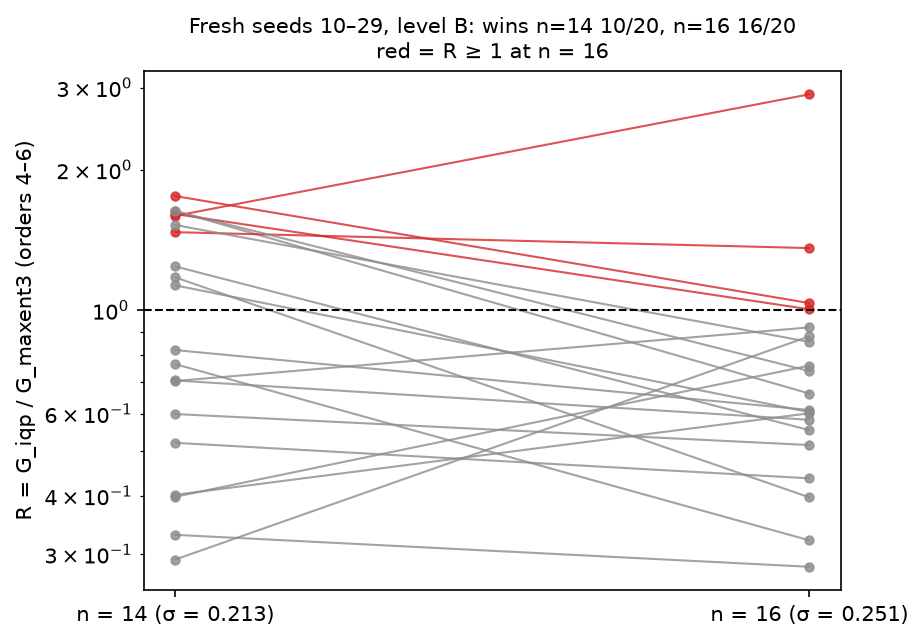 Fresh seeds 10–29, level B: wins n=14 10/20, n=16 16/20
red = R ≥ 1 at n = 16
R = G_iqp / G_maxent3 (orders 4–6)
3 × 10⁰
2 × 10⁰
10⁰
6 × 10⁻¹
4 × 10⁻¹
3 × 10⁻¹
n = 14 (σ = 0.213)
n = 16 (σ = 0.251)